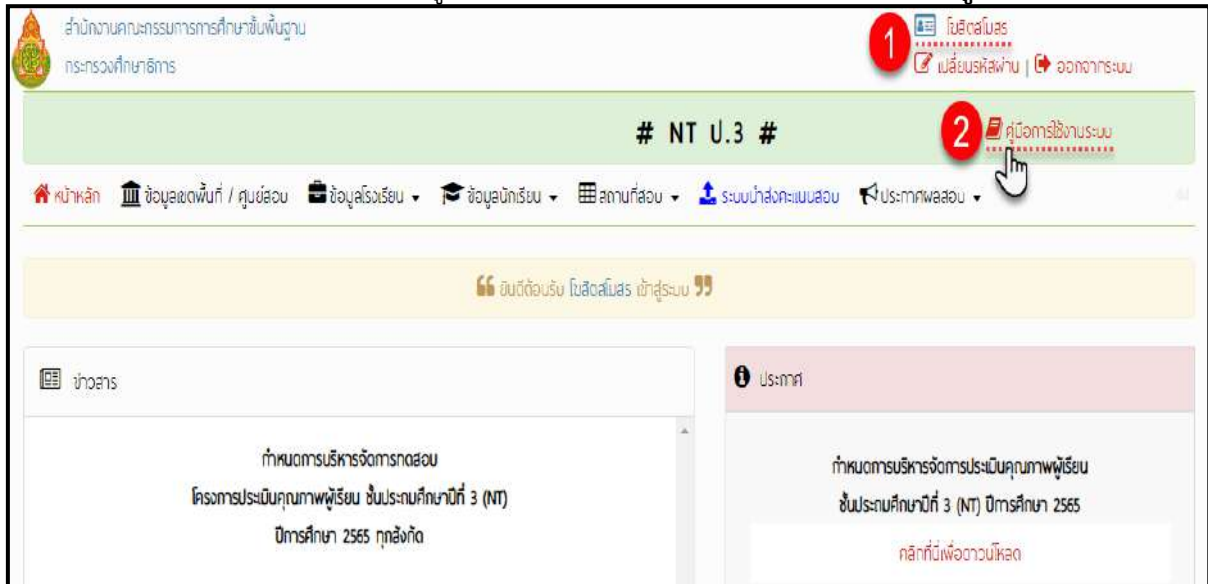 สำนักงานคณะกรรมการการศึกษาขั้นพื้นฐาน
กระทรวงศึกษาธิการ
1
โฆสิตสโมสร
เปลี่ยนรหัสผ่าน | ออกจากระบบ
# NT ป.3 #
2
คู่มือการใช้งานระบบ
หน้าหลัก ข้อมูลเขตพื้นที่ / ศูนย์สอบ ข้อมูลโรงเรียน ข้อมูลนักเรียน สถานที่สอบ ระบบนำส่งคะแนนสอบ ประกาศผลสอบ
ยินดีต้อนรับ โฆสิตสโมสร เข้าสู่ระบบ
ข่าวสาร
กำหนดการบริหารจัดการทดสอบ
โครงการประเมินคุณภาพผู้เรียน ชั้นประถมศึกษาปีที่ 3 (NT)
ปีการศึกษา 2565 ทุกสังกัด
ประกาศ
กำหนดการบริหารจัดการประเมินคุณภาพผู้เรียน
ชั้นประถมศึกษาปีที่ 3 (NT) ปีการศึกษา 2565
คลิกที่นี่เพื่อดาวน์โหลด